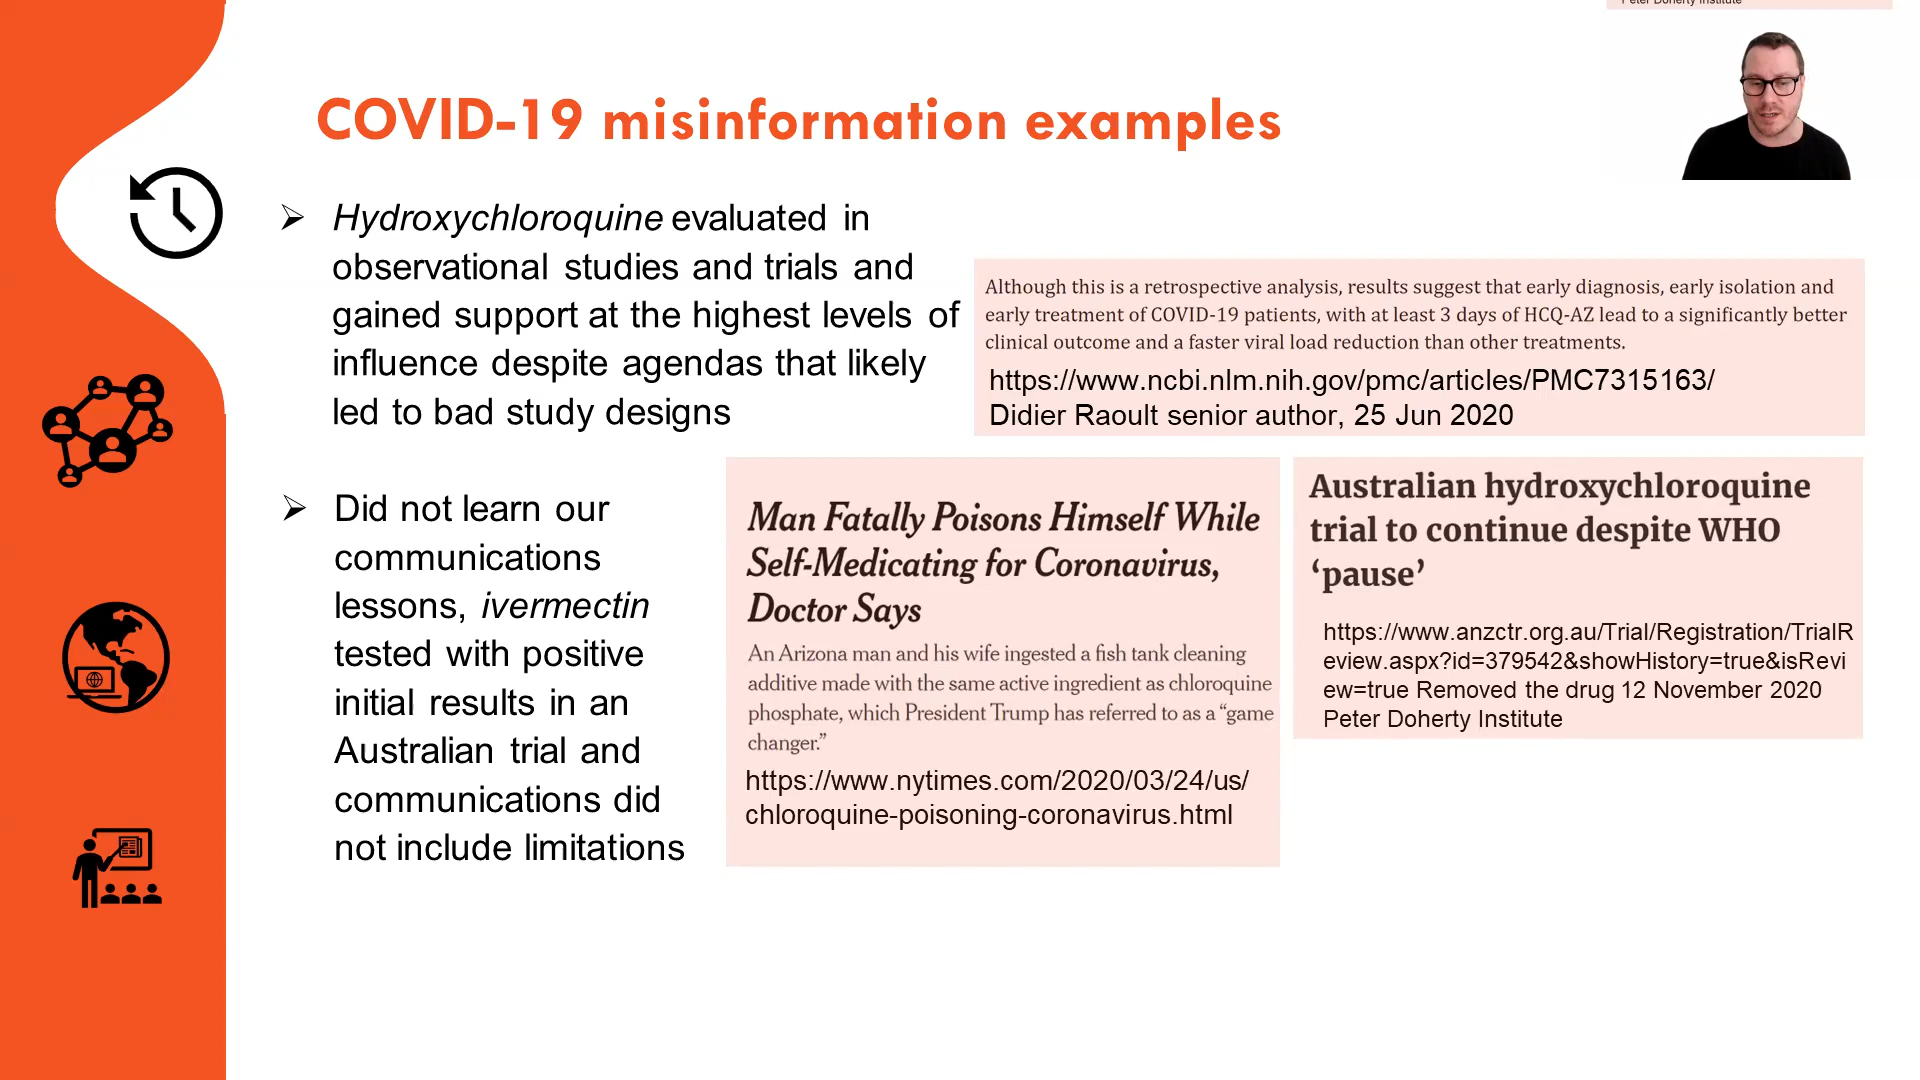 Peter Doherty Institute
COVID-19 misinformation examples
Hydroxychloroquine evaluated in
observational studies and trials and
gained support at the highest levels of
influence despite agendas that likely
led to bad study designs
Although this is a retrospective analysis, results suggest that early diagnosis, early isolation and
early treatment of COVID-19 patients, with at least 3 days of HCQ-AZ lead to a significantly better
clinical outcome and a faster viral load reduction than other treatments.
https://www.ncbi.nlm.nih.gov/pmc/articles/PMC7315163/
Didier Raoult senior author, 25 Jun 2020
Did not learn our
communications
lessons, ivermectin
tested with positive
initial results in an
Australian trial and
communications did
not include limitations
Man Fatally Poisons Himself While
Self-Medicating for Coronavirus,
Doctor Says
An Arizona man and his wife ingested a fish tank cleaning
additive made with the same active ingredient as chloroquine
phosphate, which President Trump has referred to as a “game
changer.”
https://www.nytimes.com/2020/03/24/us/
chloroquine-poisoning-coronavirus.html
Australian hydroxychloroquine
trial to continue despite WHO
‘pause’
https://www.anzctr.org.au/Trial/Registration/TrialR
eview.aspx?id=379542&showHistory=true&isRevi
ew=true Removed the drug 12 November 2020
Peter Doherty Institute